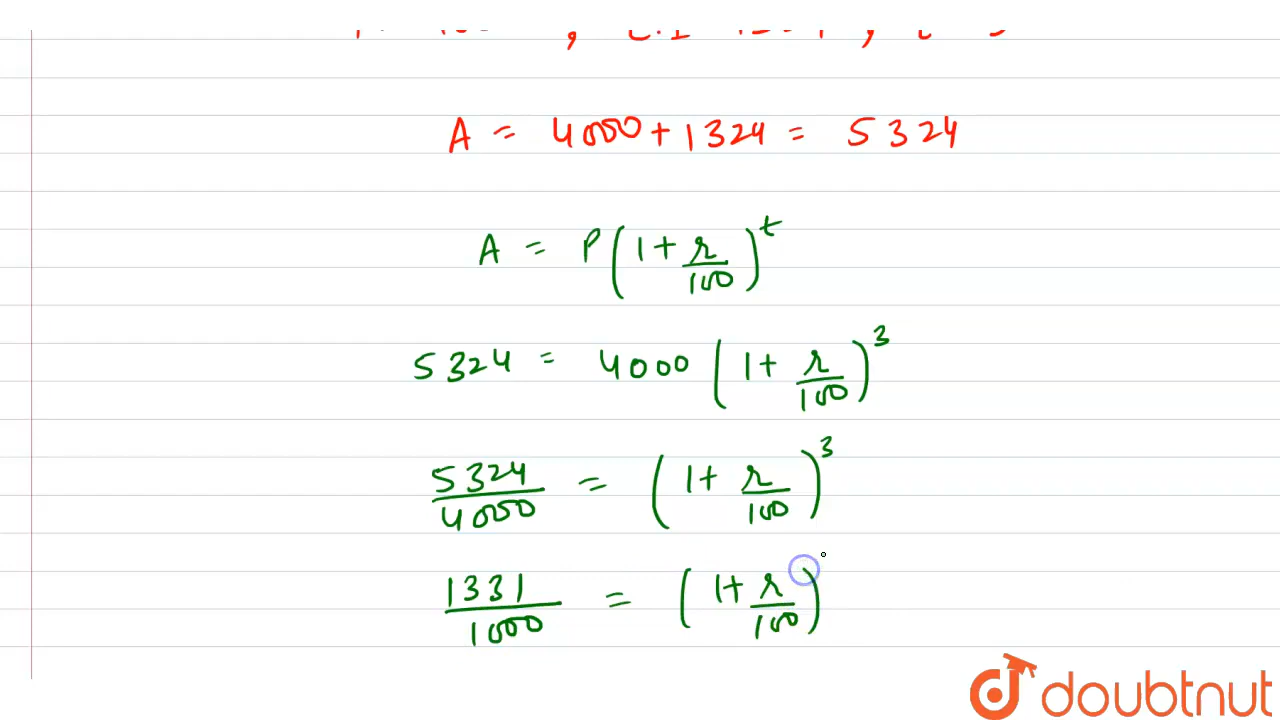 A = 4000 + 1324 = 5324
A = P(1 + r/100)^t
5324 = 4000 (1 + r/100)^3
5324/4000 = (1 + r/100)^3
1331/1000 = (1 + r/100)
doubtnut